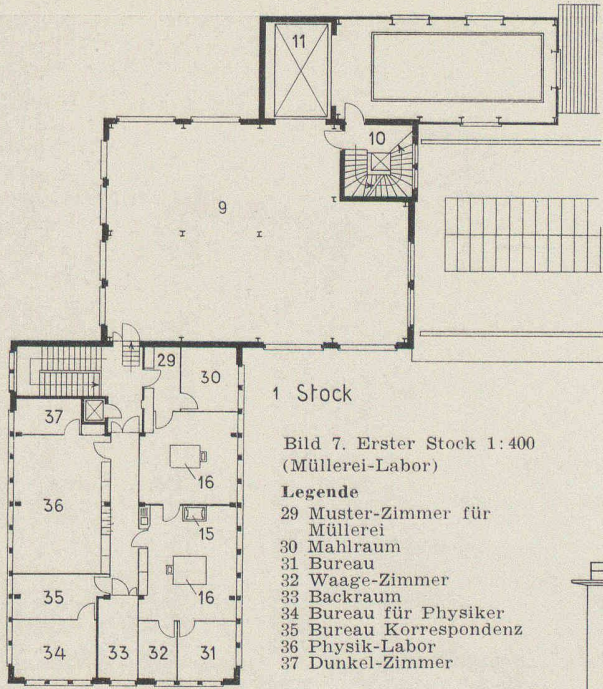 11
10
9
29
30
37
36
16
15
16
35
34
33
32
31
1 Stock
Bild 7. Erster Stock 1:400
(Müllerei-Labor)
Legende
29 Muster-Zimmer für
Müllerei
30 Mahlraum
31 Bureau
32 Waage-Zimmer
33 Backraum
34 Bureau für Physiker
35 Bureau Korrespondenz
36 Physik-Labor
37 Dunkel-Zimmer